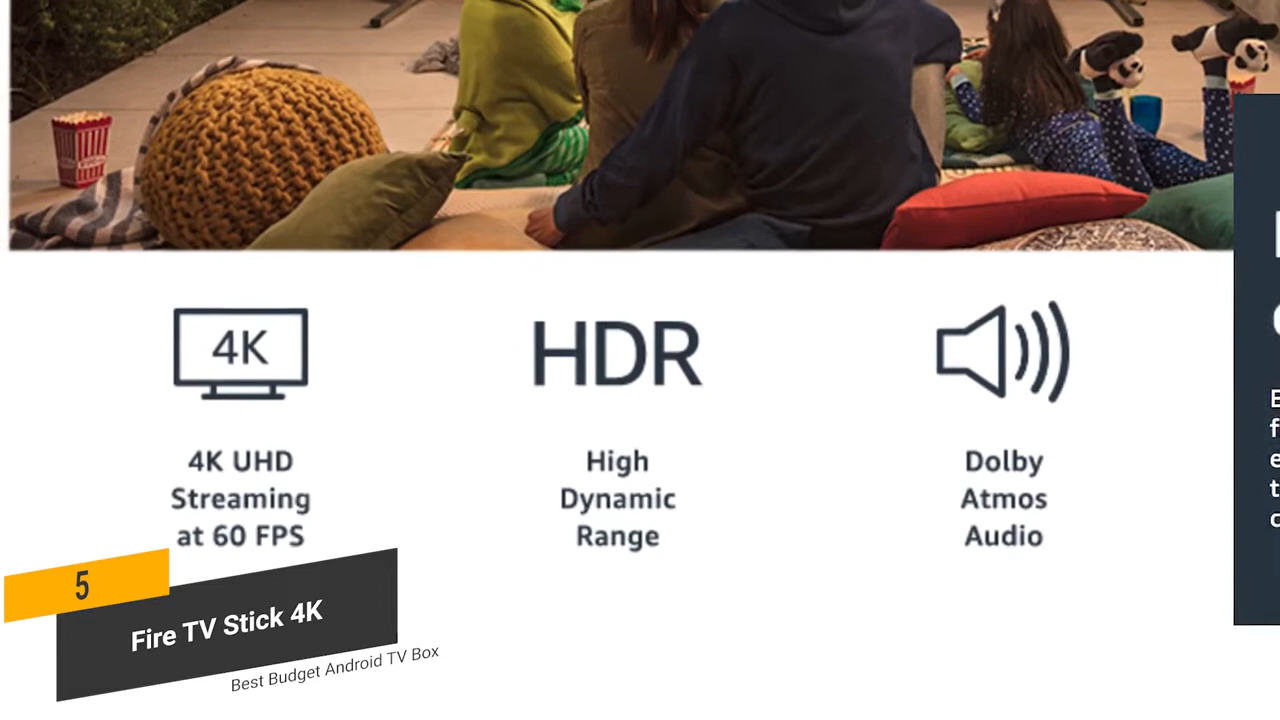 4K
HDR
4K UHD
Streaming
at 60 FPS
High
Dynamic
Range
Dolby
Atmos
Audio
5
Fire TV Stick 4K
Best Budget Android TV Box